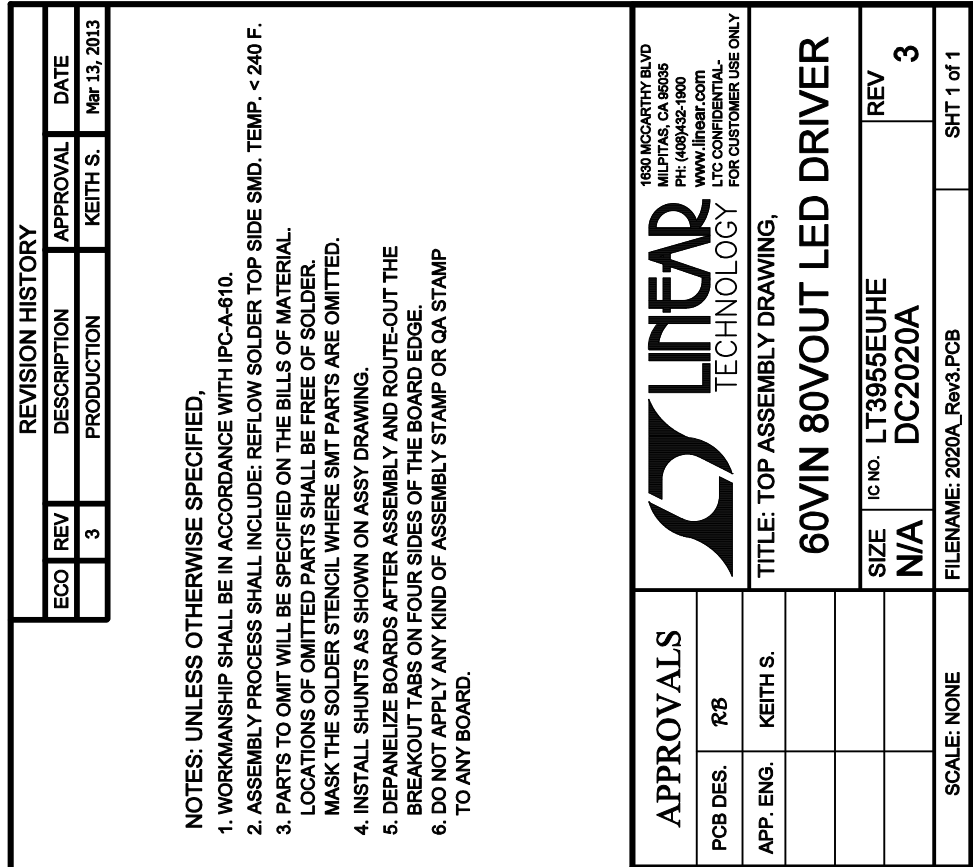 REVISION HISTORY
ECO REV DESCRIPTION APPROVAL DATE
3 PRODUCTION KEITH S. Mar 13, 2013
NOTES: UNLESS OTHERWISE SPECIFIED,
1. WORKMANSHIP SHALL BE IN ACCORDANCE WITH IPC-A-610.
2. ASSEMBLY PROCESS SHALL INCLUDE: REFLOW SOLDER TOP SIDE SMD. TEMP. < 240 F.
3. PARTS TO OMIT WILL BE SPECIFIED ON THE BILLS OF MATERIAL.
LOCATIONS OF OMITTED PARTS SHALL BE FREE OF SOLDER.
MASK THE SOLDER STENCIL WHERE SMT PARTS ARE OMITTED.
4. INSTALL SHUNTS AS SHOWN ON ASSY DRAWING.
5. DEPANELIZE BOARDS AFTER ASSEMBLY AND ROUTE-OUT THE
BREAKOUT TABS ON FOUR SIDES OF THE BOARD EDGE.
6. DO NOT APPLY ANY KIND OF ASSEMBLY STAMP OR QA STAMP
TO ANY BOARD.
APPROVALS
PCB DES. RB
APP. ENG. KEITH S.
SCALE: NONE
LINEAR
TECHNOLOGY
1630 MCCARTHY BLVD
MILPITAS, CA 95035
PH: (408)432-1900
www.linear.com
LTC CONFIDENTIAL-
FOR CUSTOMER USE ONLY
TITLE: TOP ASSEMBLY DRAWING,
60VIN 80VOUT LED DRIVER
SIZE IC NO. LT3955EUHE REV
N/A DC2020A 3
FILENAME: 2020A_Rev3.PCB SHT 1 of 1